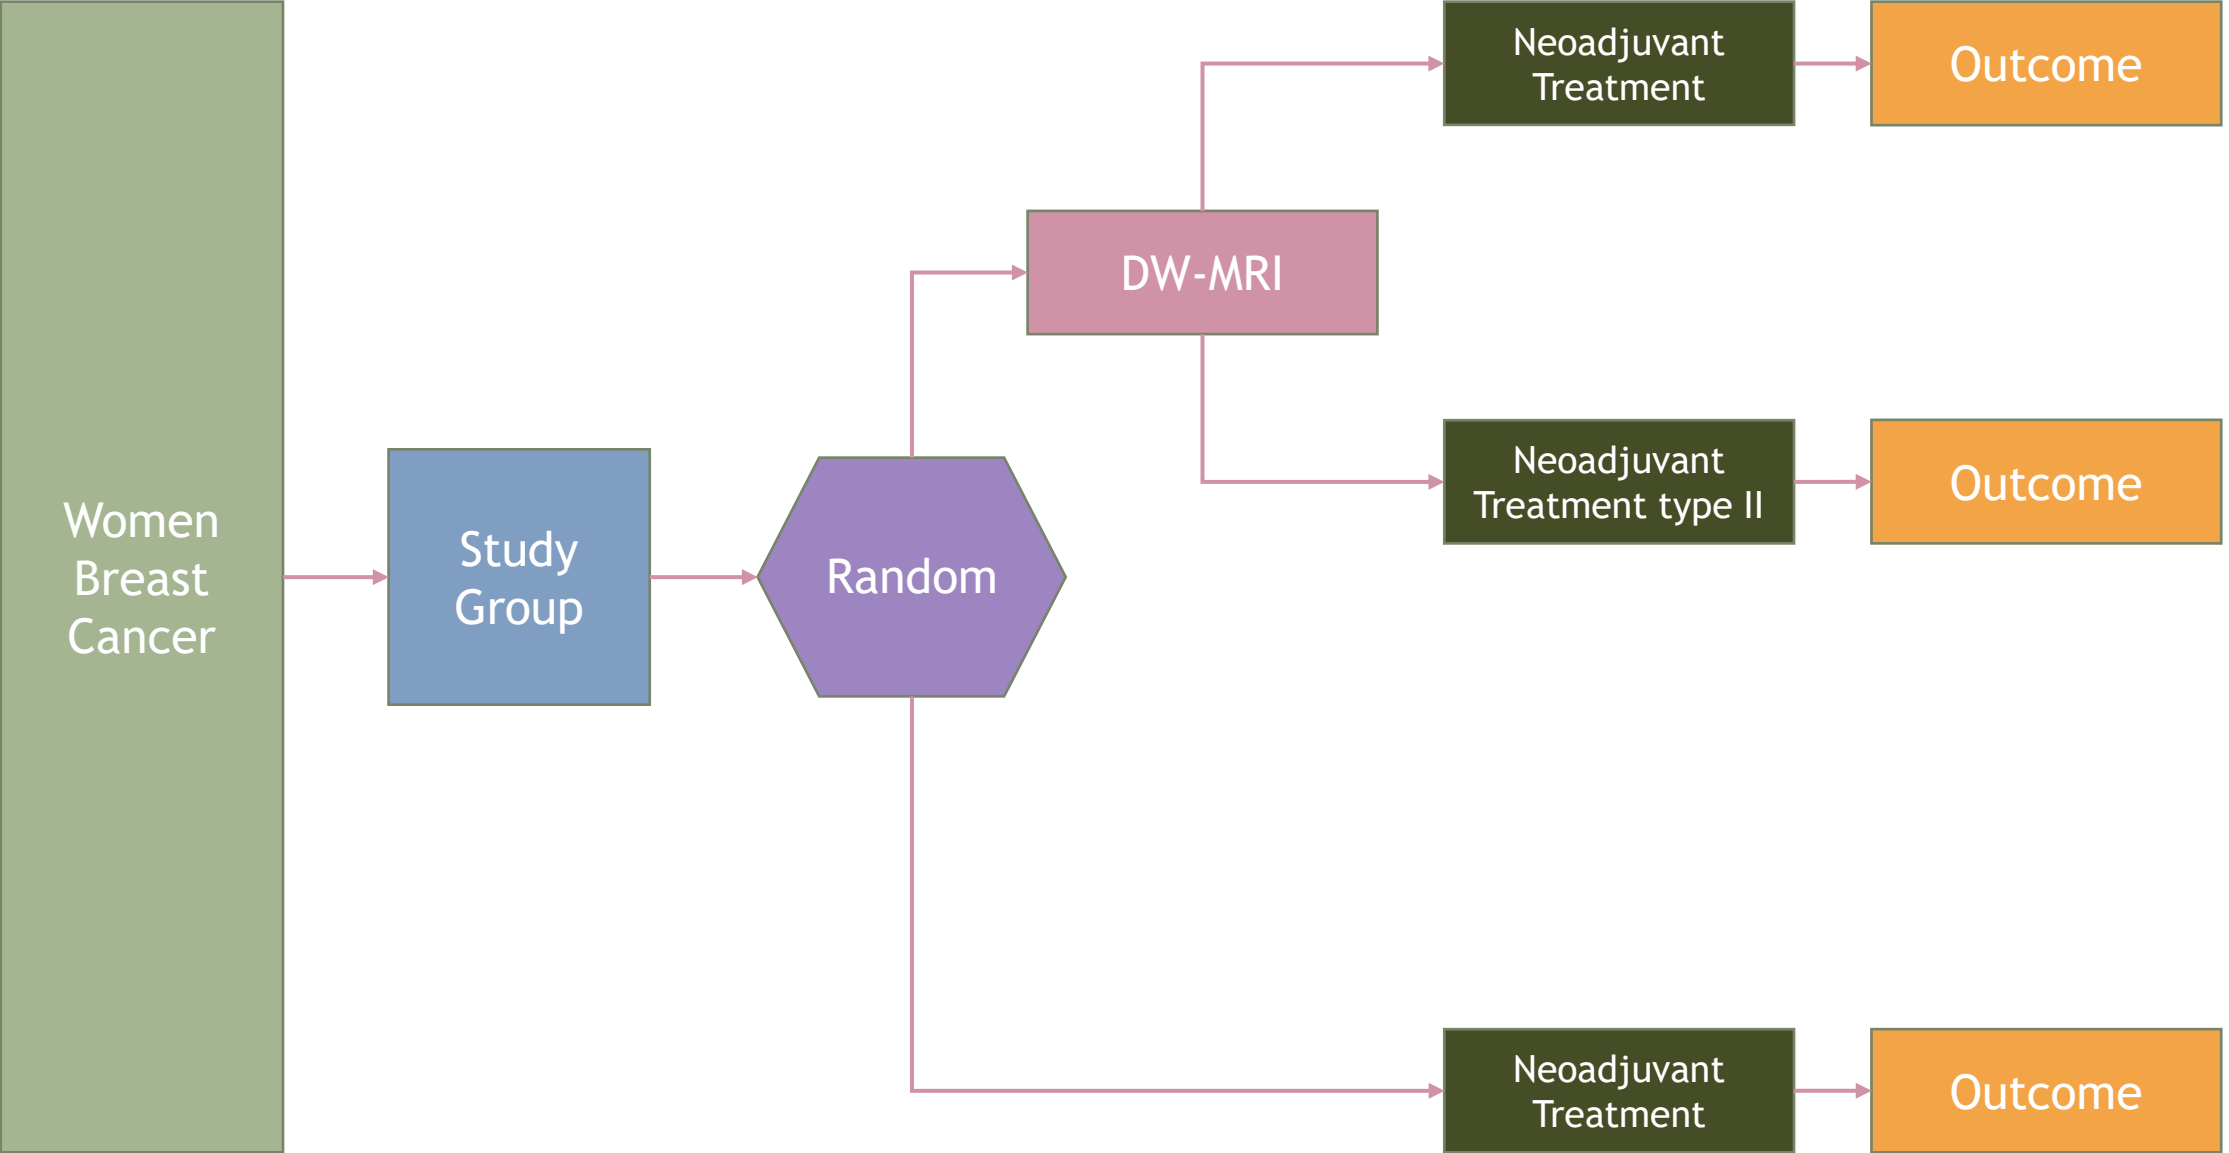 Women
Breast
Cancer
Study
Group
Random
DW-MRI
Neoadjuvant
Treatment
Outcome
Neoadjuvant
Treatment type II
Outcome
Neoadjuvant
Treatment
Outcome